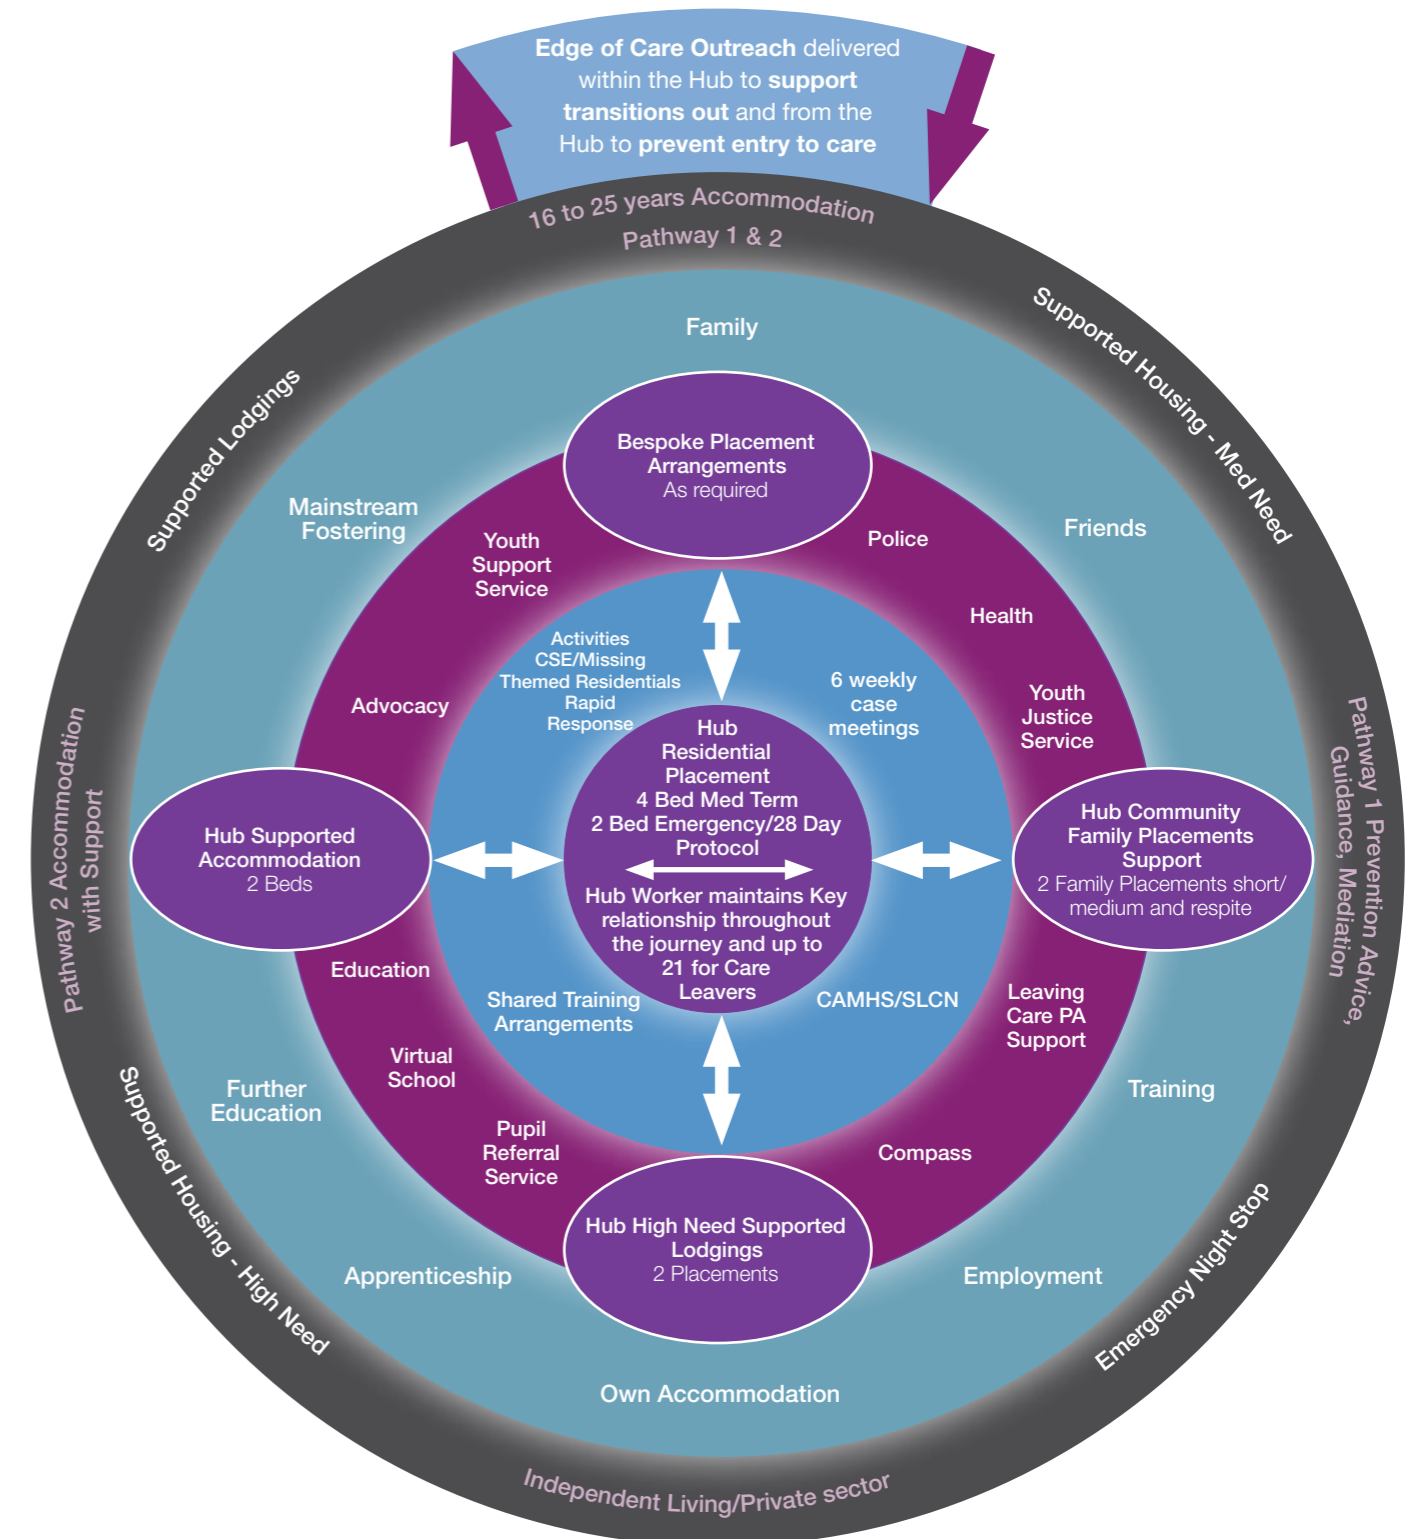 Edge of Care Outreach delivered
within the Hub to support
transitions out and from the
Hub to prevent entry to care
16 to 25 years Accommodation
Pathway 1 & 2
Supported Lodgings
Supported Housing - Med Need
Pathway 2 Accommodation
with Support
Pathway 1 Prevention Advice,
Guidance, Mediation
Supported Housing - High Need
Emergency Night Stop
Independent Living/Private sector
Family
Mainstream
Fostering
Friends
Further
Education
Training
Apprenticeship
Employment
Own Accommodation
Bespoke Placement
Arrangements
As required
Youth
Support
Service
Police
Health
Advocacy
Youth
Justice
Service
Hub Supported
Accommodation
2 Beds
Hub Community
Family Placements
Support
2 Family Placements short/
medium and respite
Education
Leaving
Care PA
Support
Virtual
School
Pupil
Referral
Service
Compass
Hub High Need Supported
Lodgings
2 Placements
Activities
CSE/Missing
Themed Residentials
Rapid
Response
6 weekly
case
meetings
Shared Training
Arrangements
CAMHS/SLCN
Hub
Residential
Placement
4 Bed Med Term
2 Bed Emergency/28 Day
Protocol
Hub Worker maintains Key
relationship throughout
the journey and up to
21 for Care
Leavers